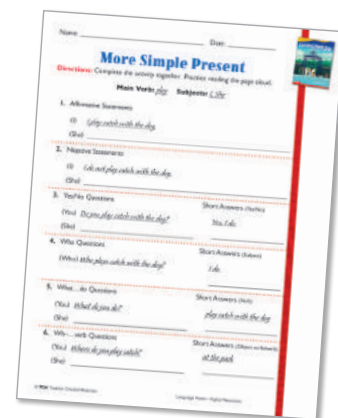 Name: Date:
More Simple Present
Directions: Complete the activity together. Practice reading the page aloud.
Main Verb: play Subjects: I, She
1. Affirmative Statements
(I) I play catch with the dog.
(She)
2. Negative Statements
(I) I do not play catch with the dog.
(She)
3. Yes/No Questions Short Answers (Yes/No)
(You) Do you play catch with the dog? Yes, I do.
(She)
4. Who Questions Short Answers (Subject)
(Who) Who plays catch with the dog? I do.
5. What...do Questions Short Answers (Verb)
(You) What do you do? play catch with the dog
(She)
6. Wh-...verb Questions Short Answers (Object or Adverb)
(You) Where do you play catch? at the park
(She)
Teacher Created Materials